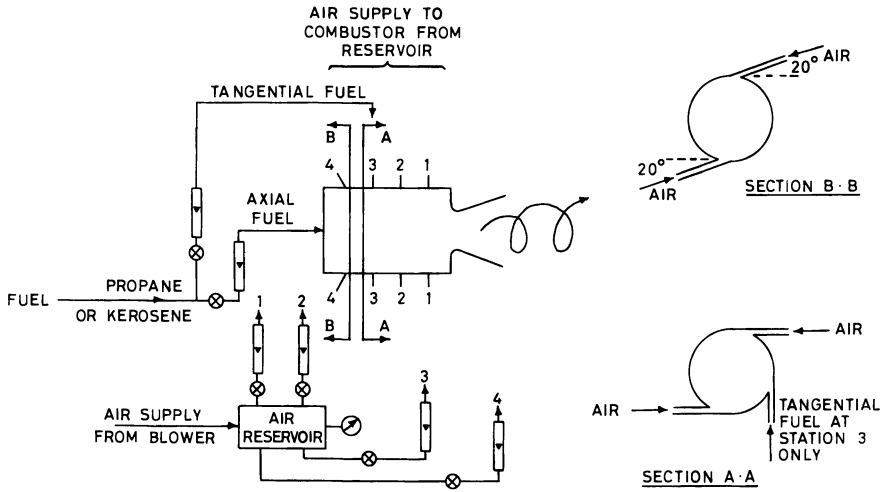 AIR SUPPLY TO
COMBUSTOR FROM
RESERVOIR
TANGENTIAL FUEL
B
A
4
3
2
1
AXIAL
FUEL
4
3
2
1
B
A
FUEL
PROPANE
OR KEROSENE
1
2
3
4
AIR SUPPLY
FROM BLOWER
AIR
RESERVOIR
AIR
20°
20°
AIR
SECTION B·B
AIR
AIR
TANGENTIAL
FUEL AT
STATION 3
ONLY
SECTION A·A